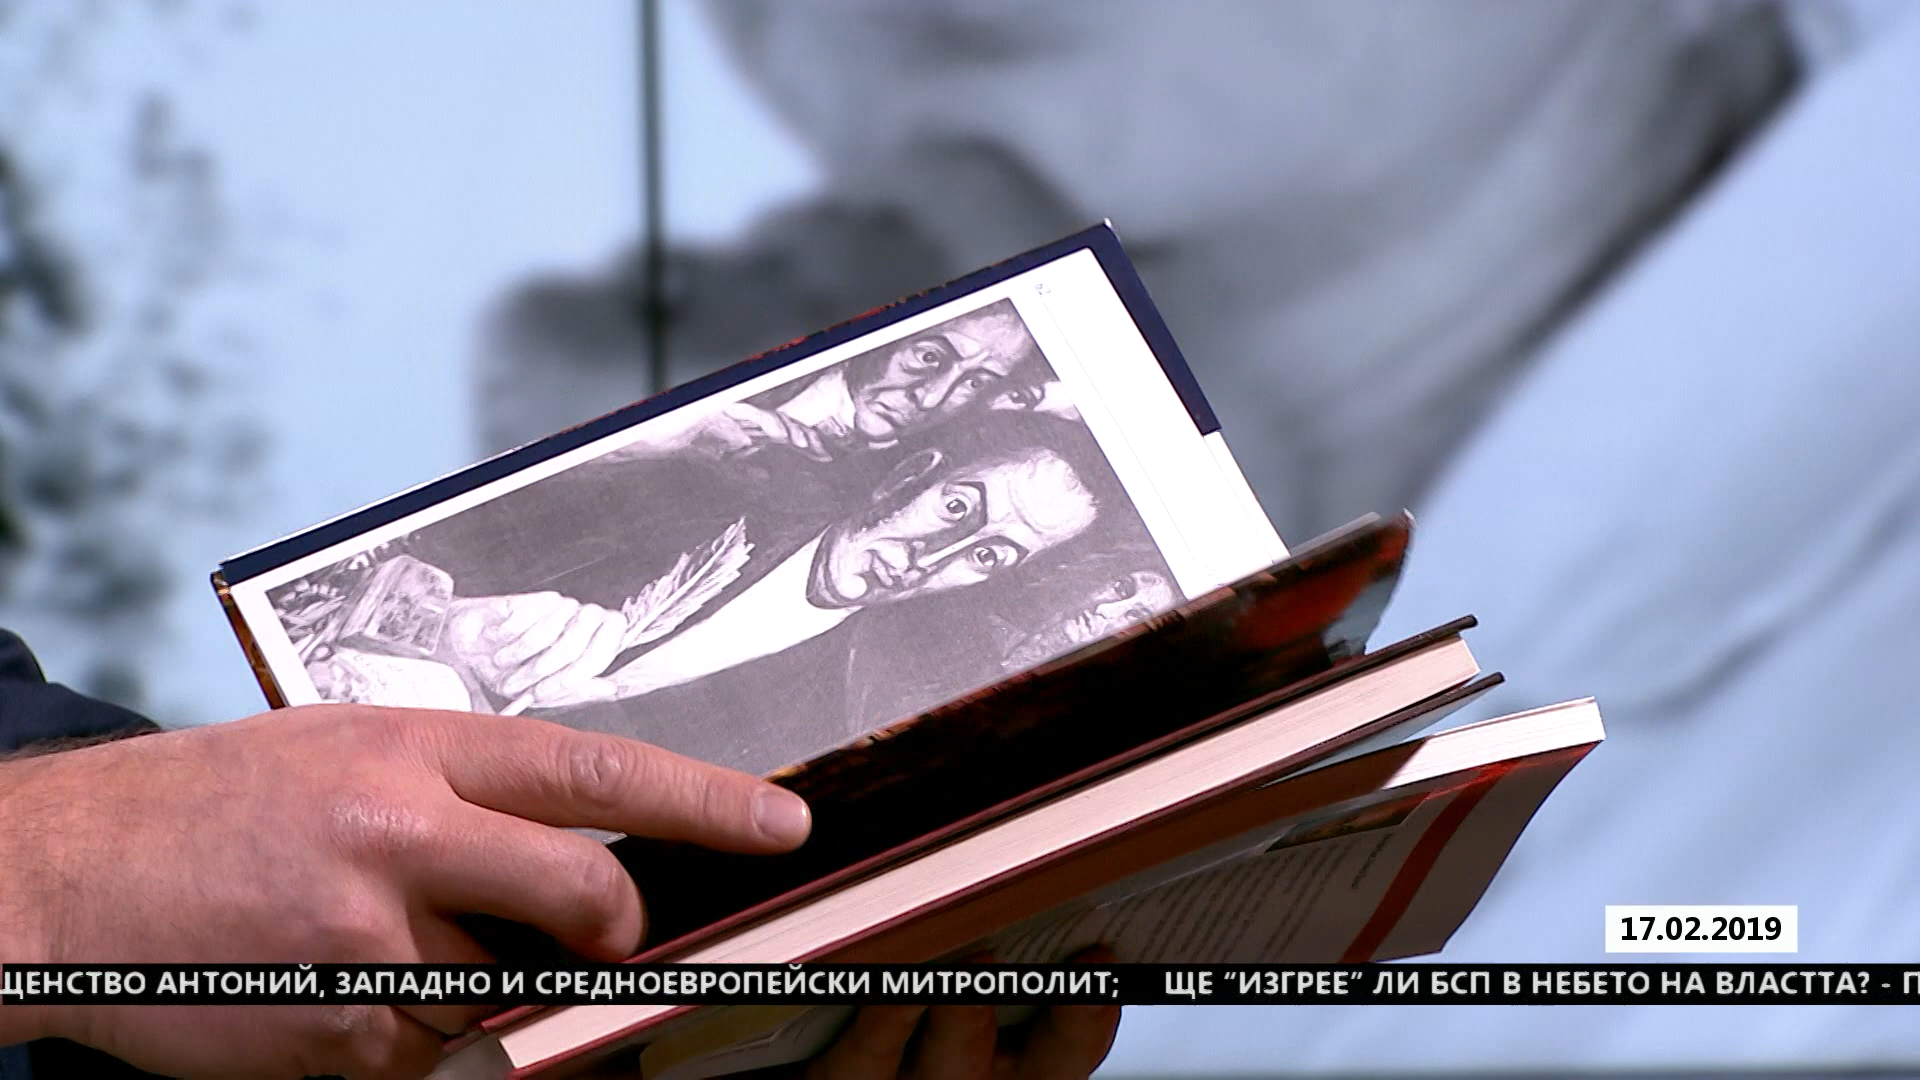 17.02.2019
ЩЕНСТВО АНТОНИЙ, ЗАПАДНО И СРЕДНОЕВРОПЕЙСКИ МИТРОПОЛИТ; ЩЕ “ИЗГРЕЕ” ЛИ БСП В НЕБЕТО НА ВЛАСТТА? - П